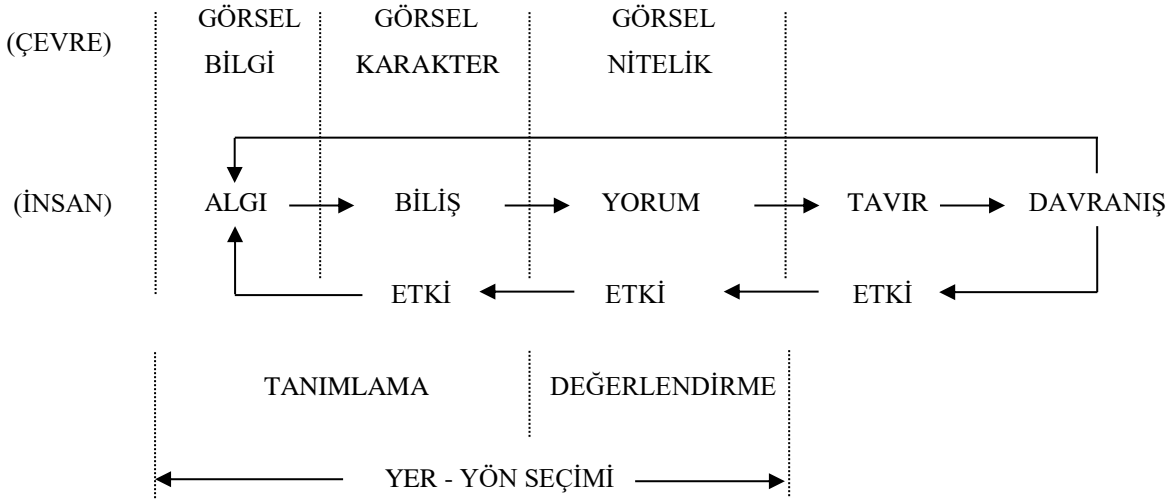 (ÇEVRE)
GÖRSEL BİLGİ
GÖRSEL KARAKTER
GÖRSEL NİTELİK
(İNSAN)
ALGI
BİLİŞ
YORUM
TAVIR
DAVRANIŞ
ETKİ
ETKİ
ETKİ
TANIMLAMA
DEĞERLENDİRME
YER - YÖN SEÇİMİ